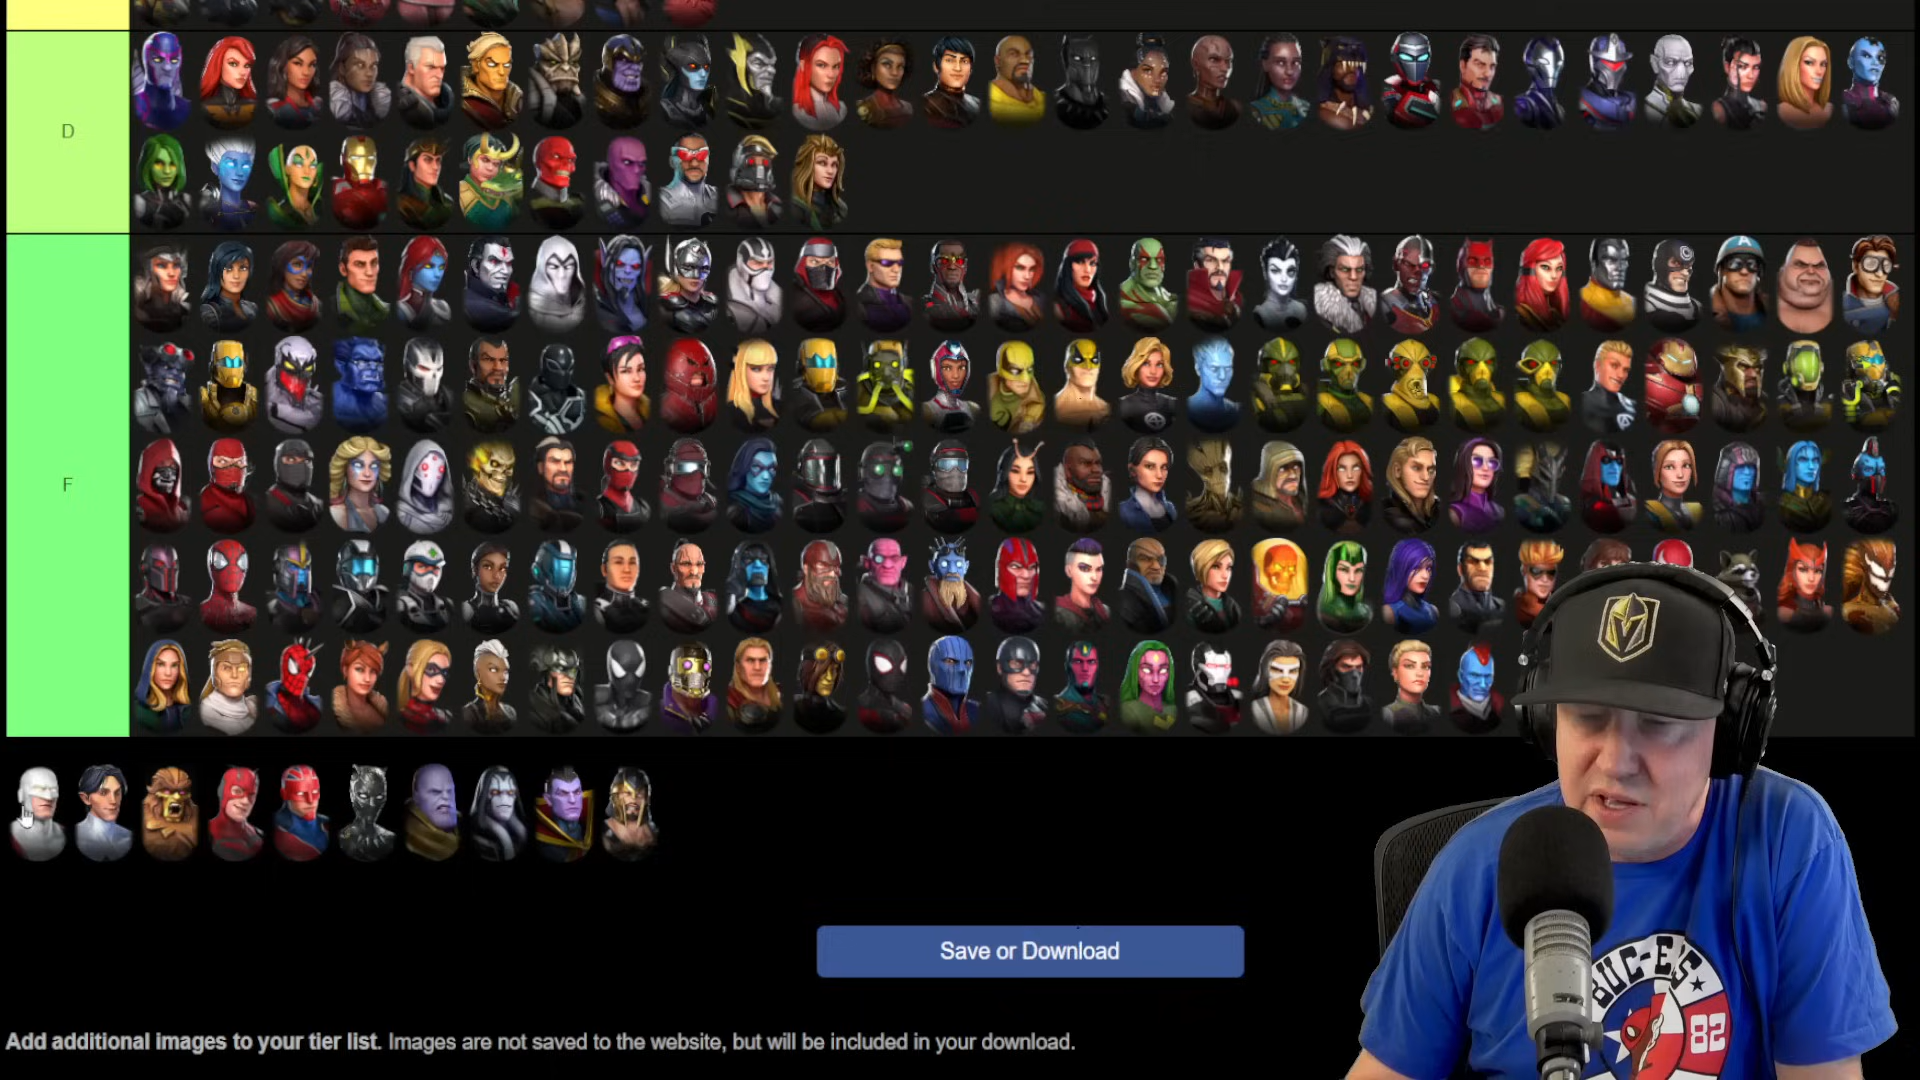 D
F
Save or Download
Add additional images to your tier list. Images are not saved to the website, but will be included in your download.
BUC-E'S
82